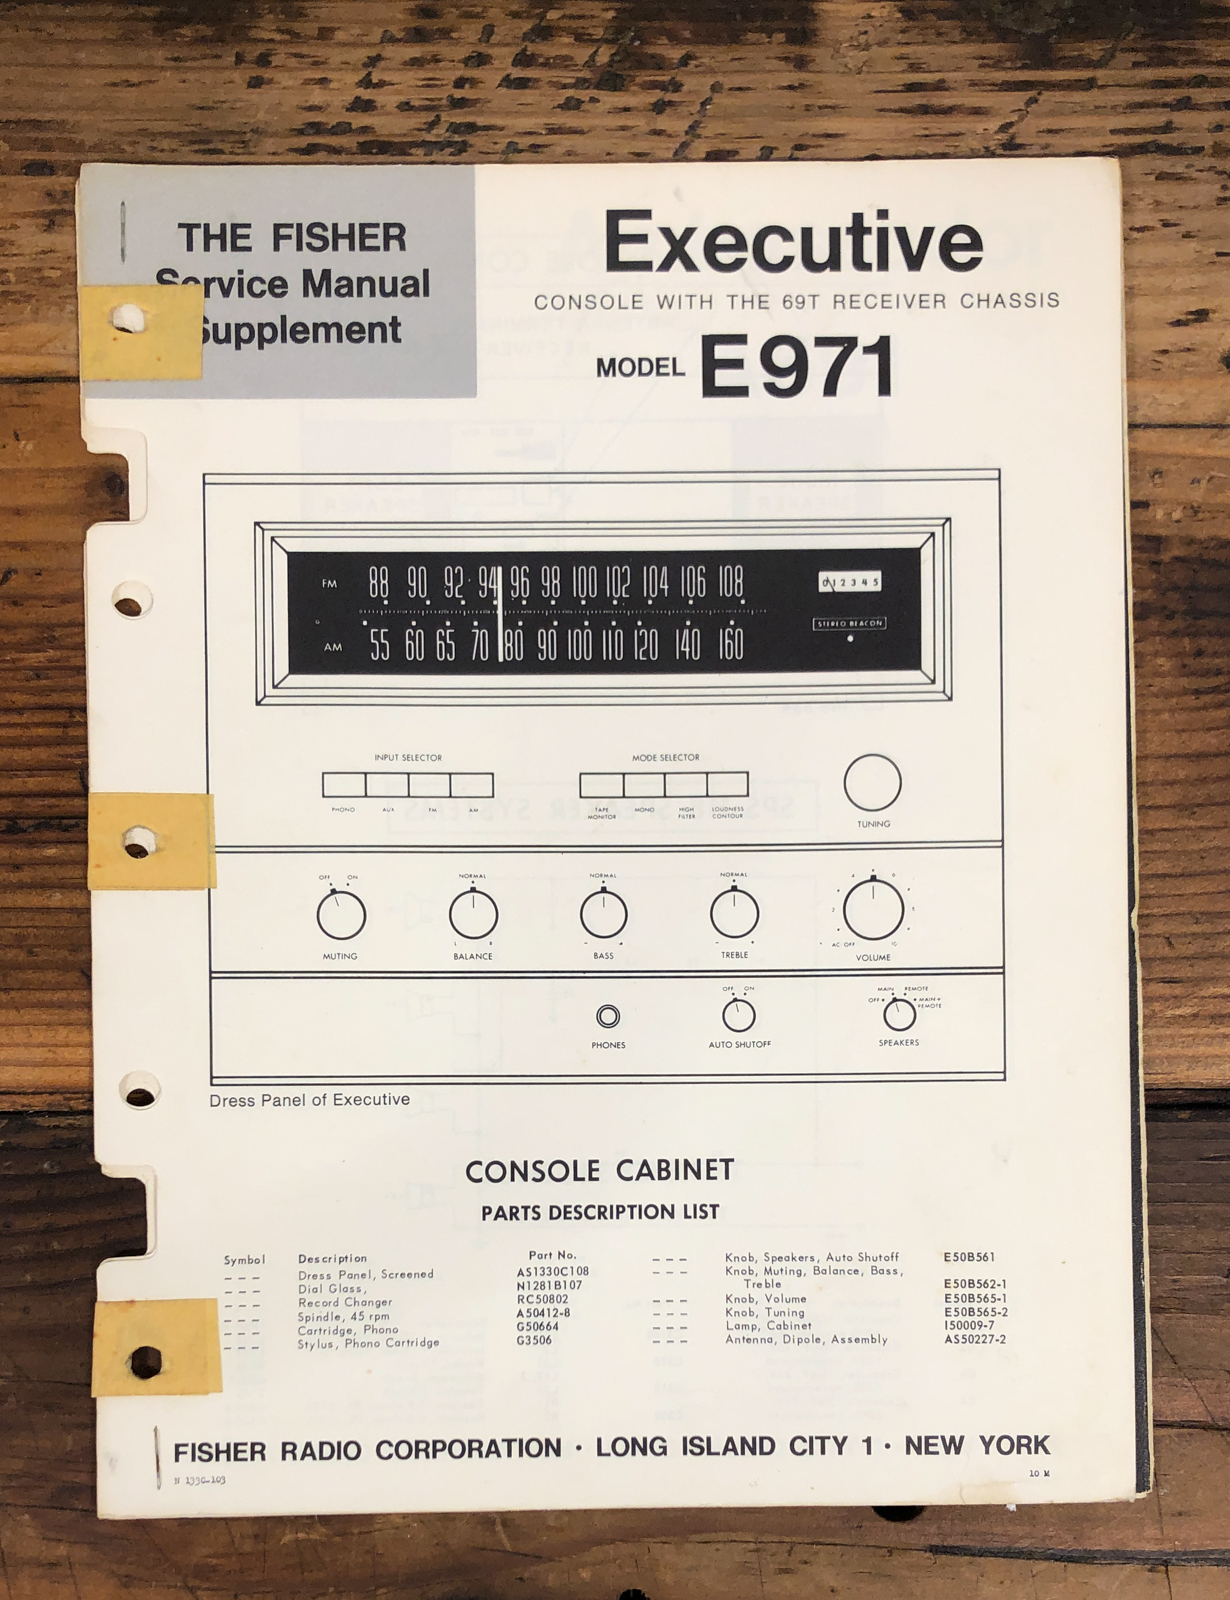 THE FISHER
Service Manual
Supplement
Executive
CONSOLE WITH THE 69T RECEIVER CHASSIS
MODEL E971
FM 88 90 92 94 96 98 100 102 104 106 108
0 1 2 3 4 5
STEREO BEACON
AM 55 60 65 70 80 90 100 110 120 140 160
INPUT SELECTOR
PHONO AUX FM AM
MODE SELECTOR
TAPE MONITOR MONO HIGH FILTER LOUDNESS CONTOUR
TUNING
OFF ON
MUTING
NORMAL
L R
BALANCE
NORMAL
- +
BASS
NORMAL
- +
TREBLE
AC OFF 10
VOLUME
PHONES
OFF ON
AUTO SHUTOFF
MAIN REMOTE
OFF MAIN + REMOTE
SPEAKERS
Dress Panel of Executive
CONSOLE CABINET
PARTS DESCRIPTION LIST
Symbol Description Part No.
--- Dress Panel, Screened AS1330C108
--- Dial Glass, N1281B107
--- Record Changer RC50802
--- Spindle, 45 rpm A50412-8
--- Cartridge, Phono G50664
--- Stylus, Phono Cartridge G3506
--- Knob, Speakers, Auto Shutoff E50B561
--- Knob, Muting, Balance, Bass,
Treble E50B562-1
--- Knob, Volume E50B565-1
--- Knob, Tuning E50B565-2
--- Lamp, Cabinet I50009-7
--- Antenna, Dipole, Assembly AS50227-2
FISHER RADIO CORPORATION · LONG ISLAND CITY 1 · NEW YORK
N 1330-103
10 M